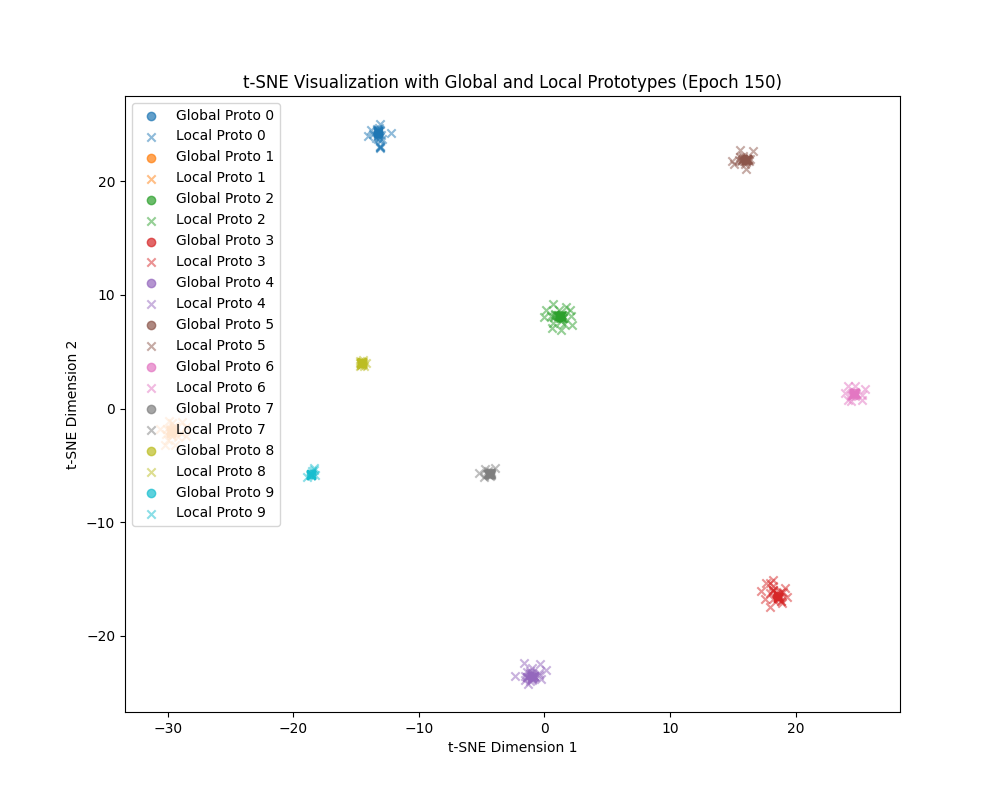 t-SNE Visualization with Global and Local Prototypes (Epoch 150)
Global Proto 0
Local Proto 0
Global Proto 1
Local Proto 1
Global Proto 2
Local Proto 2
Global Proto 3
Local Proto 3
Global Proto 4
Local Proto 4
Global Proto 5
Local Proto 5
Global Proto 6
Local Proto 6
Global Proto 7
Local Proto 7
Global Proto 8
Local Proto 8
Global Proto 9
Local Proto 9
t-SNE Dimension 2
20
10
0
−10
−20
−30
−20
−10
0
10
20
t-SNE Dimension 1